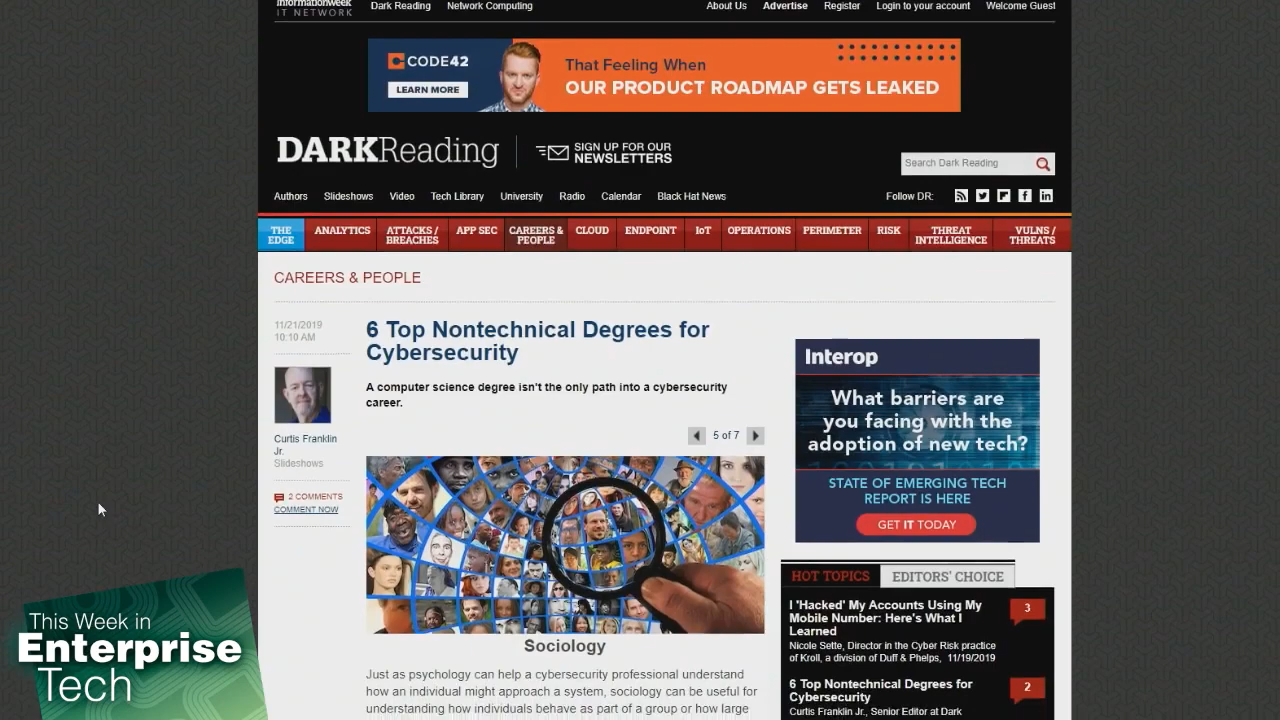 InformationWeek
IT NETWORK
Dark Reading
Network Computing
About Us
Advertise
Register
Login to your account
Welcome Guest
CODE42
LEARN MORE
That Feeling When
OUR PRODUCT ROADMAP GETS LEAKED
DARKReading
SIGN UP FOR OUR
NEWSLETTERS
Search Dark Reading
Authors
Slideshows
Video
Tech Library
University
Radio
Calendar
Black Hat News
Follow DR:
THE
EDGE
ANALYTICS
ATTACKS /
BREACHES
APP SEC
CAREERS &
PEOPLE
CLOUD
ENDPOINT
IoT
OPERATIONS
PERIMETER
RISK
THREAT
INTELLIGENCE
VULNS /
THREATS
CAREERS & PEOPLE
11/21/2019
10:10 AM
Curtis Franklin
Jr.
Slideshows
2 COMMENTS
COMMENT NOW
6 Top Nontechnical Degrees for
Cybersecurity
A computer science degree isn't the only path into a cybersecurity
career.
5 of 7
Sociology
Just as psychology can help a cybersecurity professional understand
how an individual might approach a system, sociology can be useful for
understanding how individuals behave as part of a group or how large
Interop
What barriers are
you facing with the
adoption of new tech?
STATE OF EMERGING TECH
REPORT IS HERE
GET IT TODAY
HOT TOPICS
EDITORS' CHOICE
I 'Hacked' My Accounts Using My
Mobile Number: Here's What I
Learned
3
Nicole Sette, Director in the Cyber Risk practice
of Kroll, a division of Duff & Phelps, 11/19/2019
6 Top Nontechnical Degrees for
Cybersecurity
2
Curtis Franklin Jr., Senior Editor at Dark
This Week in
Enterprise
Tech